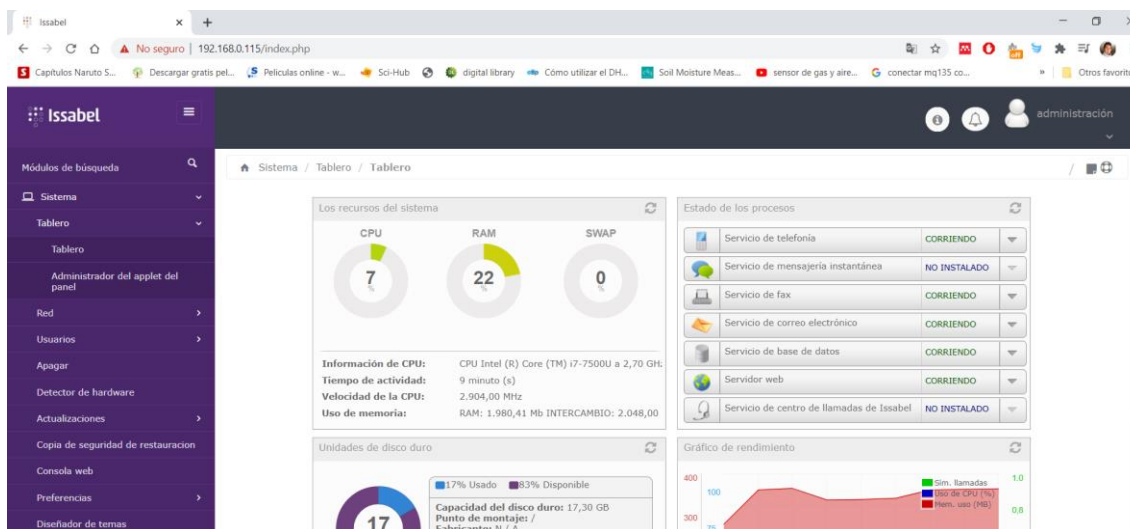 Issabel
No seguro | 192.168.0.115/index.php
Capítulos Naruto S...
Descargar gratis pel...
Peliculas online - w...
Sci-Hub
digital library
Cómo utilizar el DH...
Soil Moisture Meas...
sensor de gas y aire...
conectar mq135 co...
»
Otros favorit
Issabel
administración
Módulos de búsqueda
Sistema
Tablero
Tablero
Administrador del applet del
panel
Red
Usuarios
Apagar
Detector de hardware
Actualizaciones
Copia de seguridad de restauracion
Consola web
Preferencias
Diseñador de temas
Sistema / Tablero / Tablero
Los recursos del sistema
CPU RAM SWAP
7 % 22 % 0 %
Información de CPU: CPU Intel (R) Core (TM) i7-7500U a 2,70 GH
Tiempo de actividad: 9 minuto (s)
Velocidad de la CPU: 2.904,00 MHz
Uso de memoria: RAM: 1.980,41 Mb INTERCAMBIO: 2.048,00
Estado de los procesos
Servicio de telefonía CORRIENDO
Servicio de mensajería instantánea NO INSTALADO
Servicio de fax CORRIENDO
Servicio de correo electrónico CORRIENDO
Servicio de base de datos CORRIENDO
Servidor web CORRIENDO
Servicio de centro de llamadas de Issabel NO INSTALADO
Unidades de disco duro
17
17% Usado 83% Disponible
Capacidad del disco duro: 17,30 GB
Punto de montaje: /
Fabricante: N / A
Gráfico de rendimiento
400
100
300
75
Sim. llamadas
Uso de CPU (%)
Mem. uso (MB)
1.0
0.8